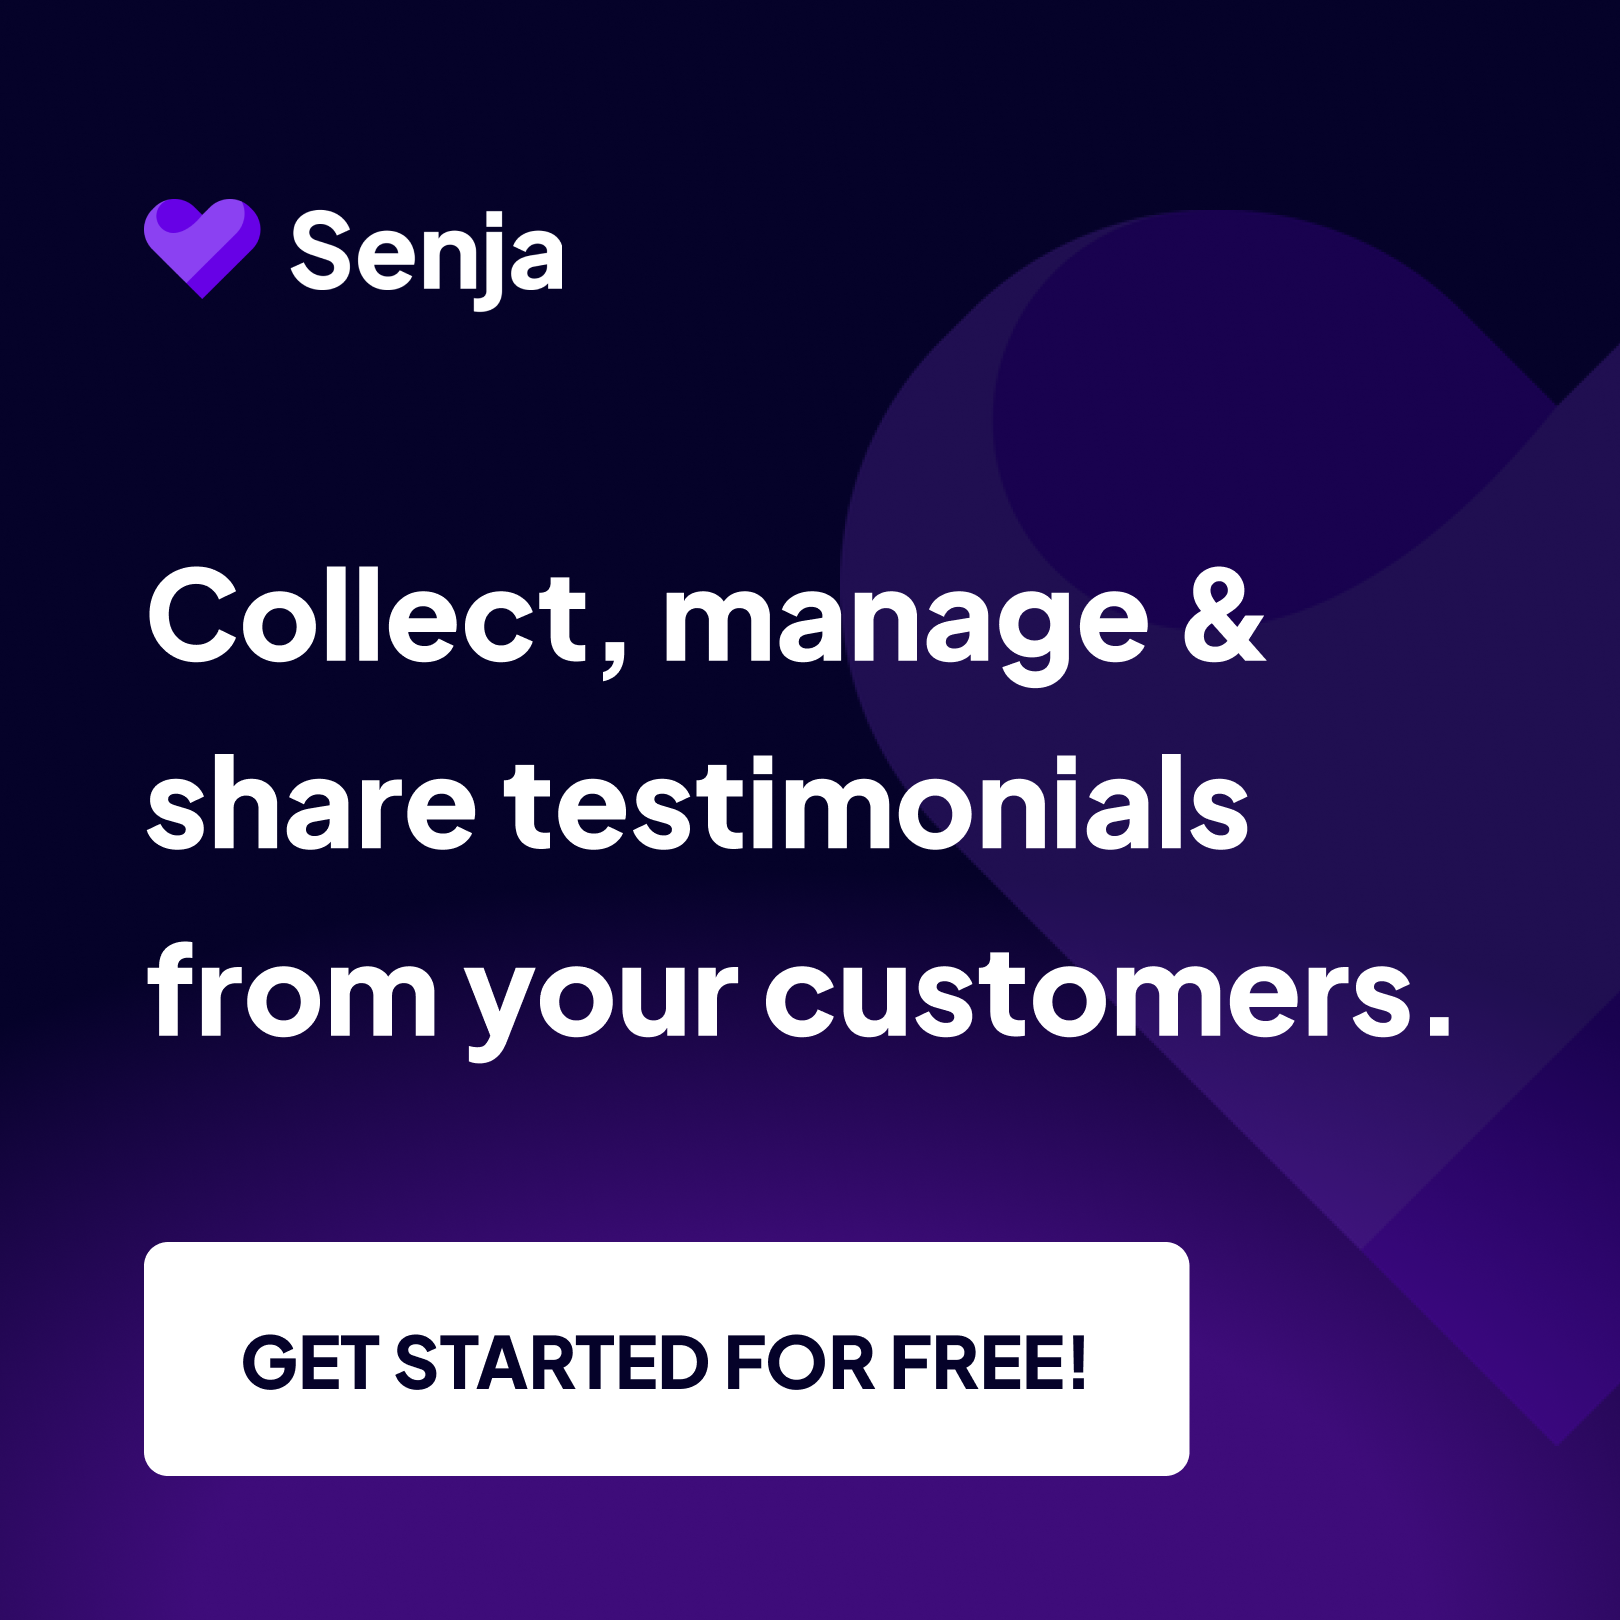 Senja
Collect, manage &
share testimonials
from your customers.
GET STARTED FOR FREE!